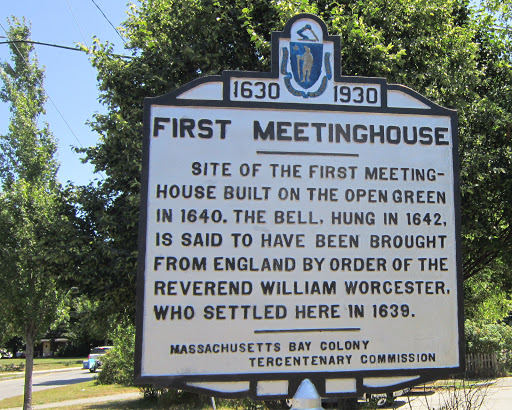 1630 1930
FIRST MEETINGHOUSE
SITE OF THE FIRST MEETING-
HOUSE BUILT ON THE OPEN GREEN
IN 1640. THE BELL, HUNG IN 1642,
IS SAID TO HAVE BEEN BROUGHT
FROM ENGLAND BY ORDER OF THE
REVEREND WILLIAM WORCESTER,
WHO SETTLED HERE IN 1639.
MASSACHUSETTS BAY COLONY
TERCENTENARY COMMISSION